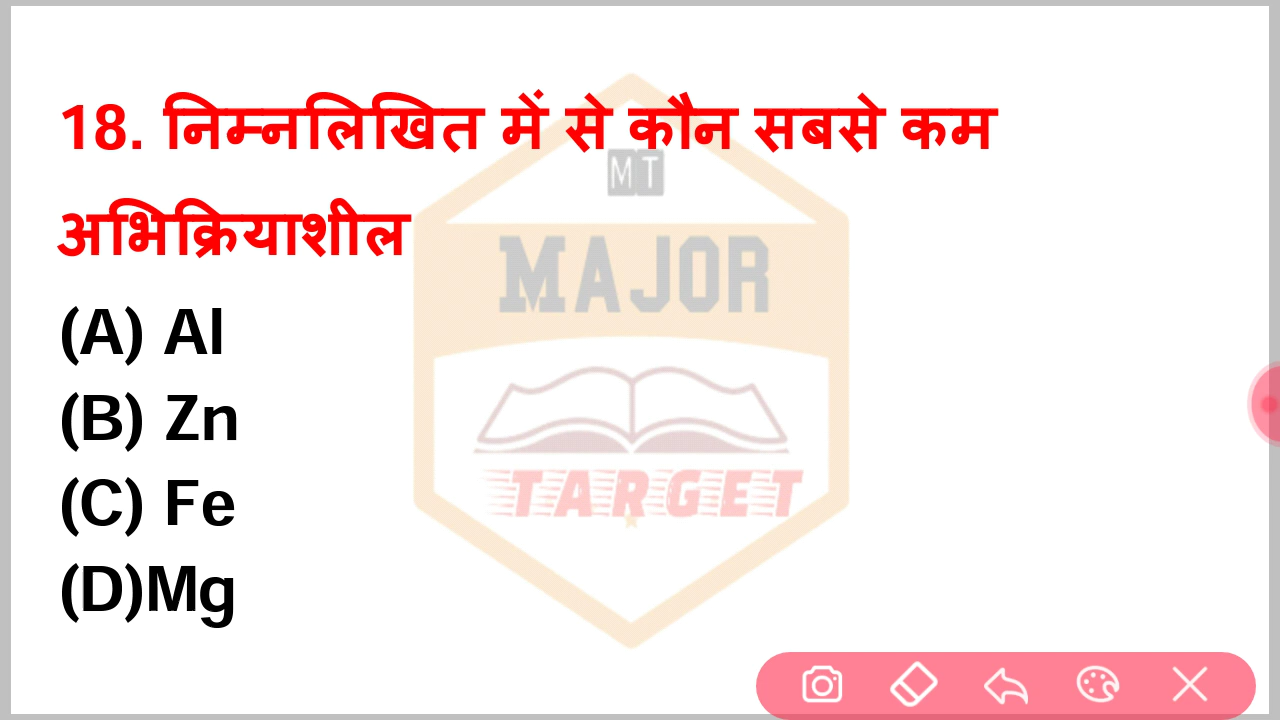 18. निम्नलिखित में से कौन सबसे कम
MT
अभिक्रियाशील
MAJOR
(A) Al
(B) Zn
(C) Fe
TARGET
(D)Mg